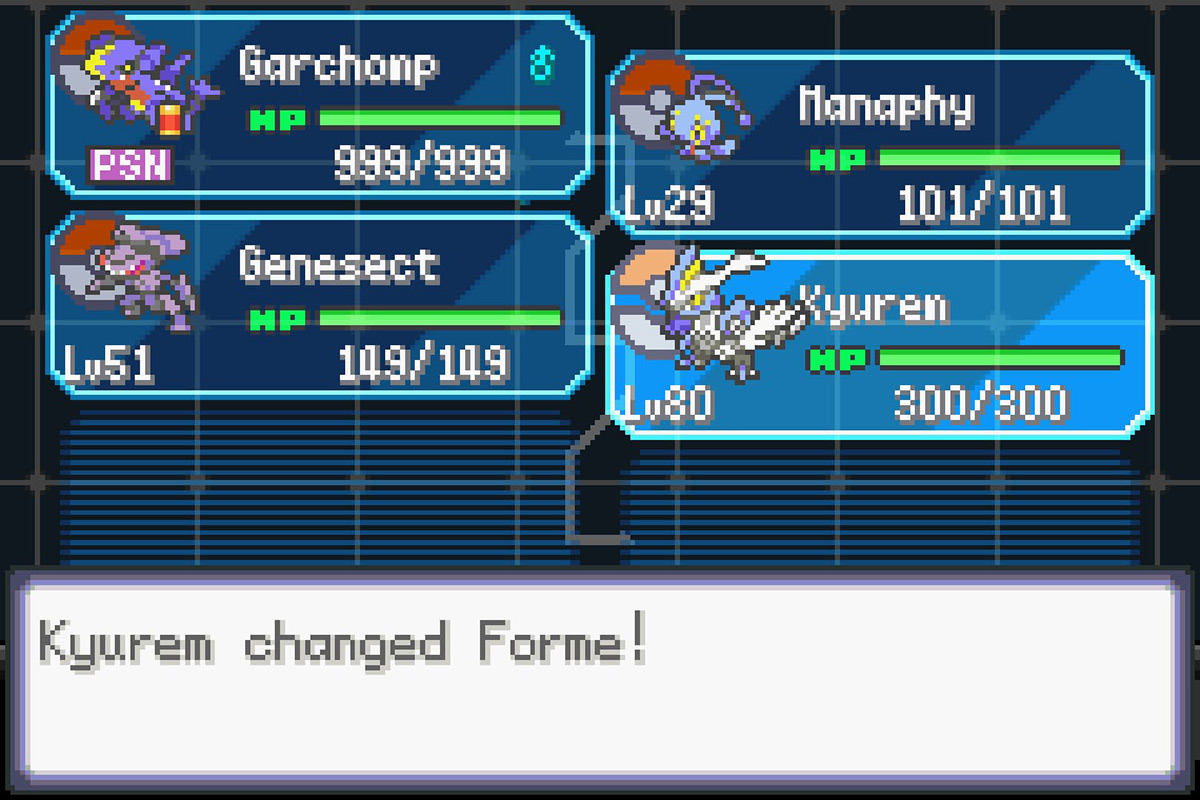 Garchomp ♂
HP
PSN 999/999
Manaphy
HP
Lv29 101/101
Genesect
HP
Lv51 149/149
Kyurem
HP
Lv80 300/300
Kyurem changed Forme!